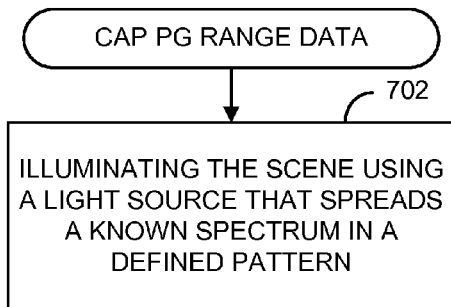 CAP PG RANGE DATA
702
ILLUMINATING THE SCENE USING
A LIGHT SOURCE THAT SPREADS
A KNOWN SPECTRUM IN A
DEFINED PATTERN